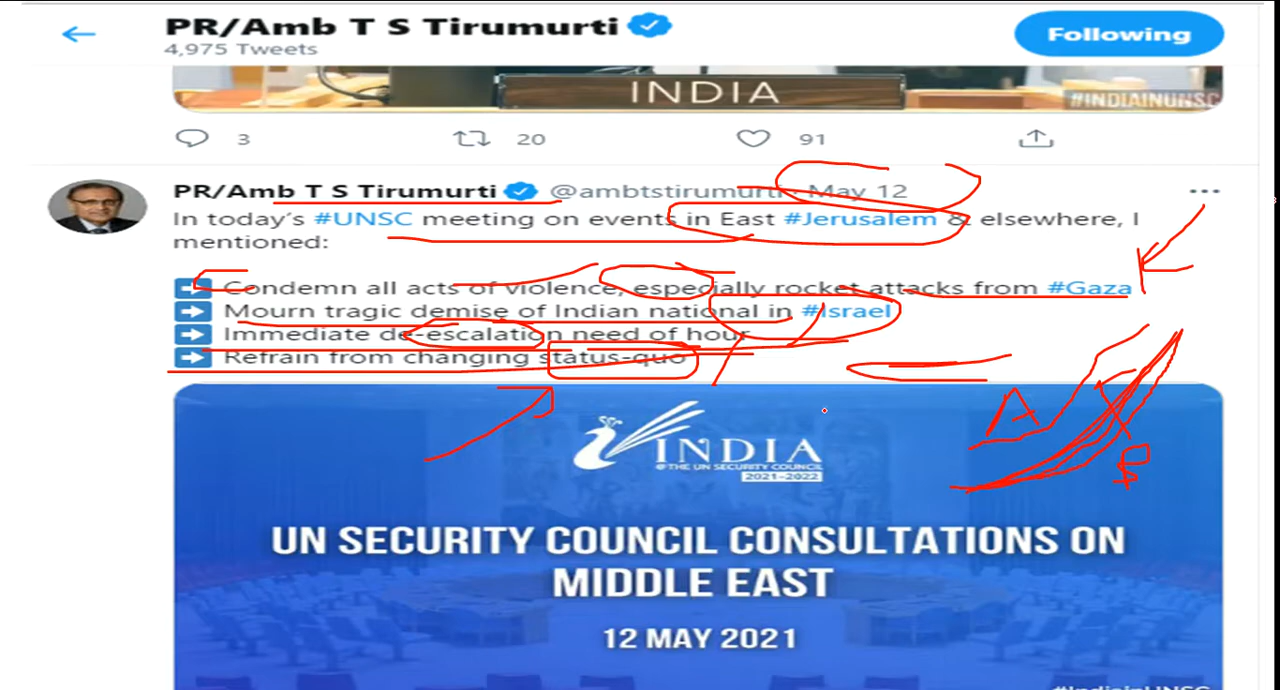 PR/Amb T S Tirumurti
4,975 Tweets
Following
INDIA
#INDIAINUNSC
3 20 91
PR/Amb T S Tirumurti @ambtstirumurti · May 12
In today's #UNSC meeting on events in East #Jerusalem & elsewhere, I
mentioned:
Condemn all acts of violence, especially rocket attacks from #Gaza
Mourn tragic demise of Indian national in #Israel
Immediate de-escalation need of hour
Refrain from changing status-quo
A
INDIA
@THE UN SECURITY COUNCIL
2021-2022
UN SECURITY COUNCIL CONSULTATIONS ON
MIDDLE EAST
12 MAY 2021
#IndiainUNSC